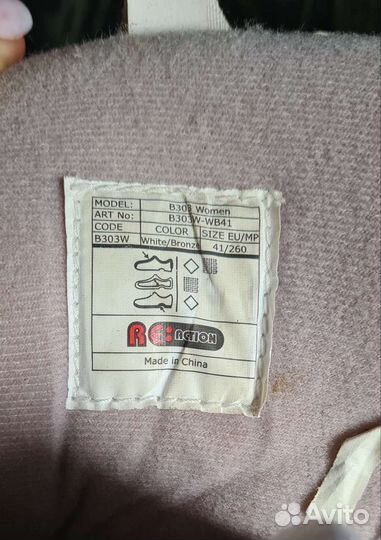 MODEL: B303 Women
ART No: B303W-WB41
CODE COLOR SIZE EU/MP
B303W White/Bronze 41/260
RC: ACTION
Made in China
Avito